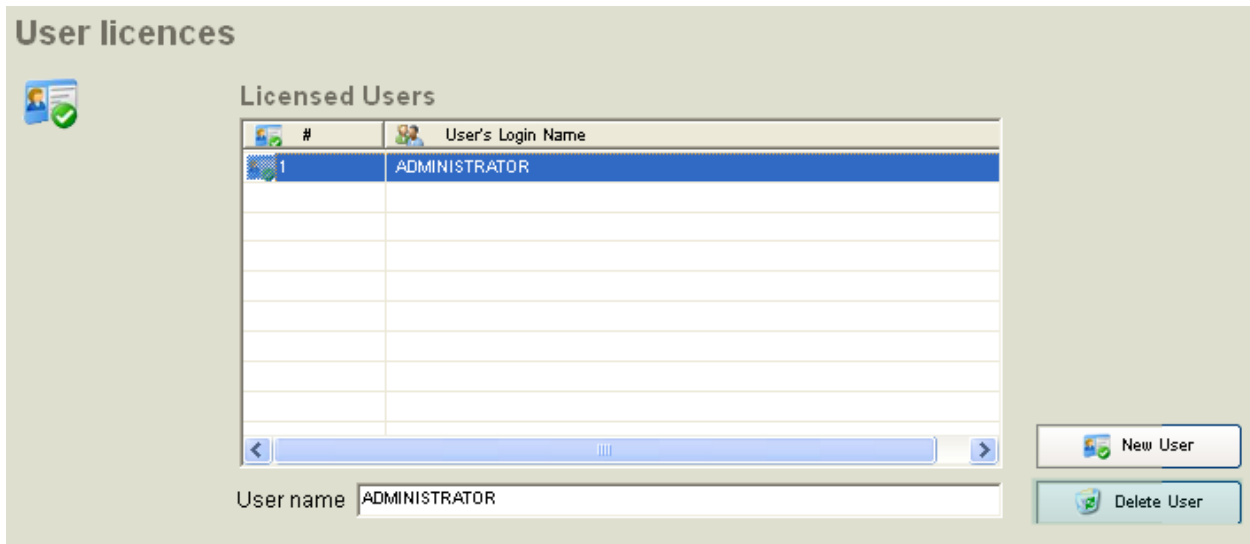 User licences
Licensed Users
# User's Login Name
1 ADMINISTRATOR
New User
User name ADMINISTRATOR
Delete User